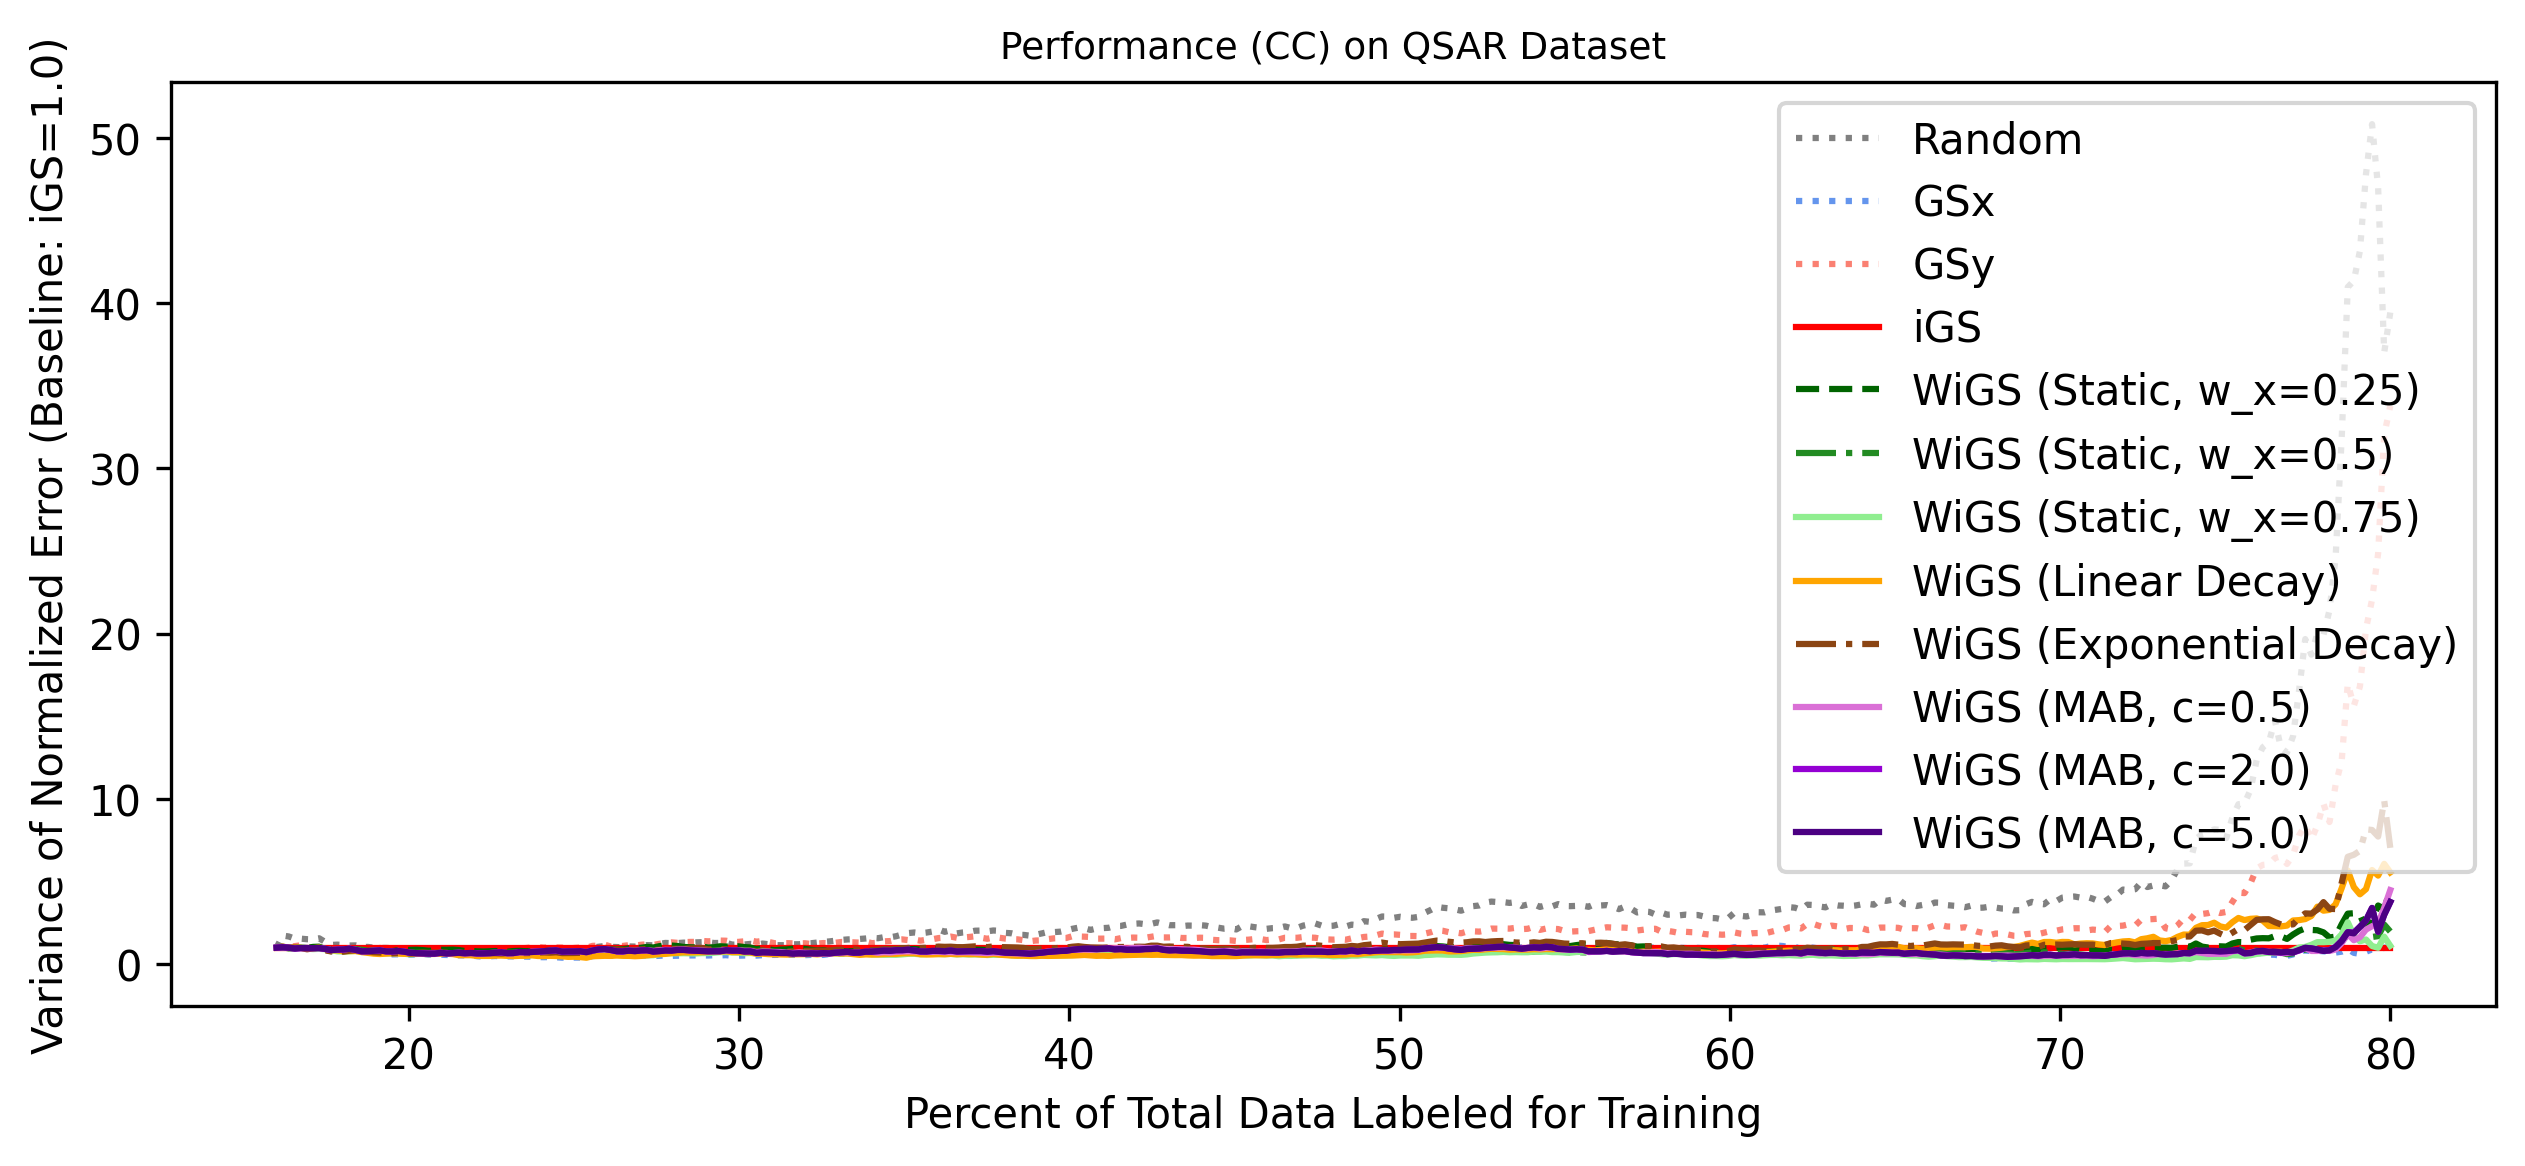 Performance (CC) on QSAR Dataset
Variance of Normalized Error (Baseline: iGS=1.0)
50
40
30
20
10
0
Random
GSx
GSy
iGS
WiGS (Static, w_x=0.25)
WiGS (Static, w_x=0.5)
WiGS (Static, w_x=0.75)
WiGS (Linear Decay)
WiGS (Exponential Decay)
WiGS (MAB, c=0.5)
WiGS (MAB, c=2.0)
WiGS (MAB, c=5.0)
20 30 40 50 60 70 80
Percent of Total Data Labeled for Training